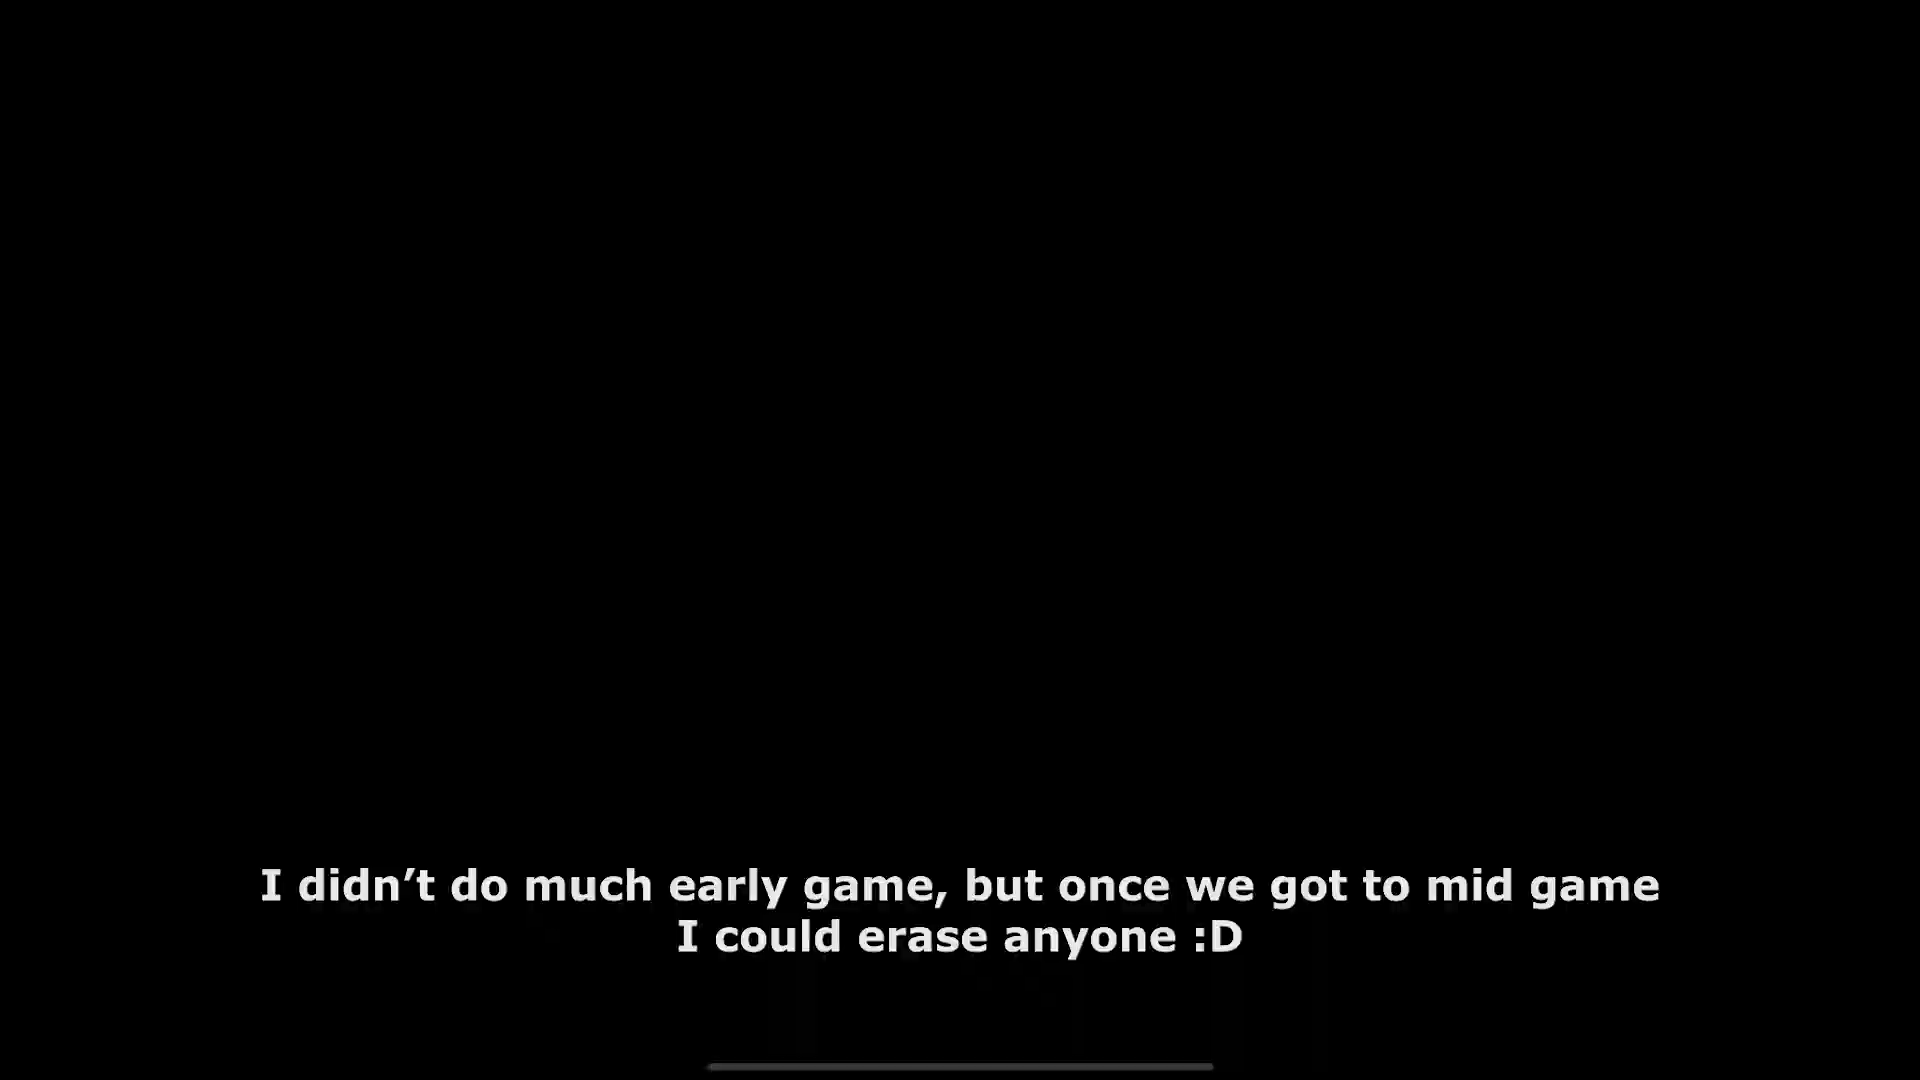 I didn’t do much early game, but once we got to mid game
I could erase anyone :D